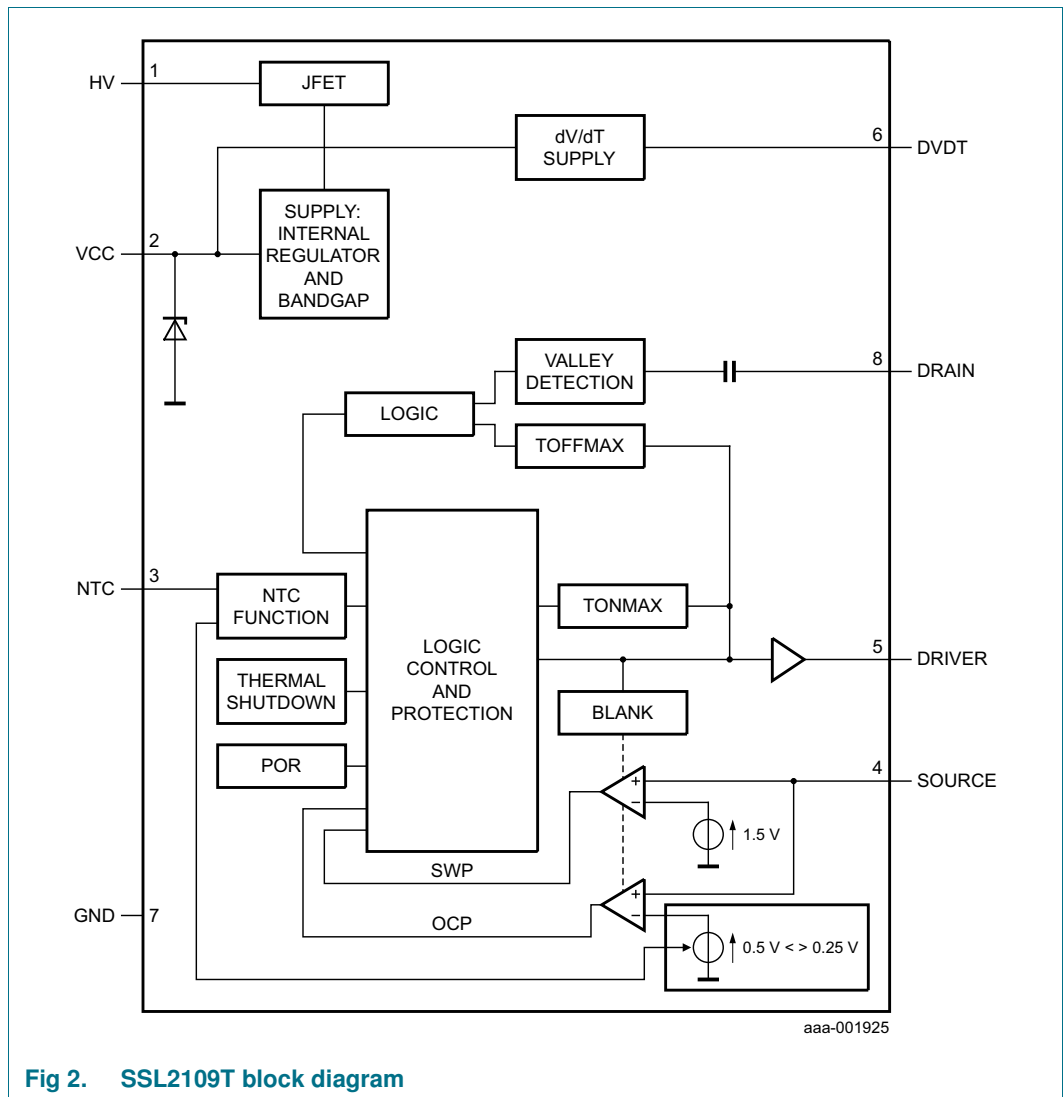 HV
1
JFET
dV/dT
SUPPLY
6
DVDT
SUPPLY:
INTERNAL
REGULATOR
AND
BANDGAP
VCC
2
VALLEY
DETECTION
8
DRAIN
LOGIC
TOFFMAX
NTC
3
NTC
FUNCTION
TONMAX
LOGIC
CONTROL
AND
PROTECTION
5
DRIVER
THERMAL
SHUTDOWN
BLANK
POR
4
SOURCE
+
−
1.5 V
SWP
+
−
GND
7
OCP
0.5 V < > 0.25 V
aaa-001925
Fig 2. SSL2109T block diagram